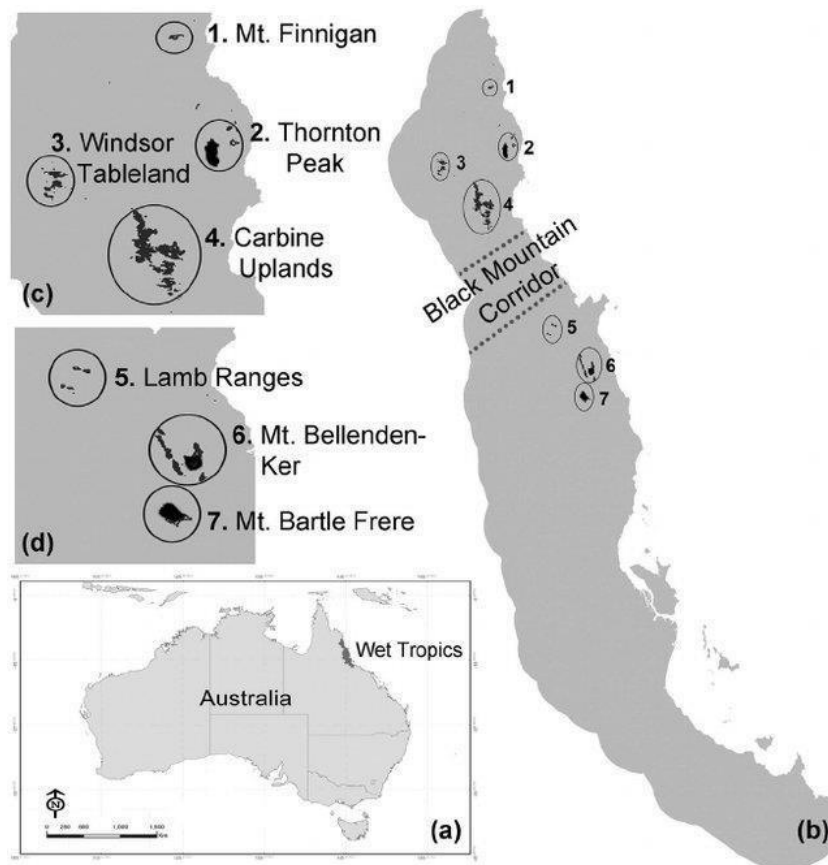 1. Mt. Finnigan
2. Thornton
Peak
3. Windsor
Tableland
4. Carbine
Uplands
(c)
5. Lamb Ranges
6. Mt. Bellenden-
Ker
7. Mt. Bartle Frere
(d)
Wet Tropics
Australia
N
(a)
1
2
3
4
Black Mountain
Corridor
5
6
7
(b)